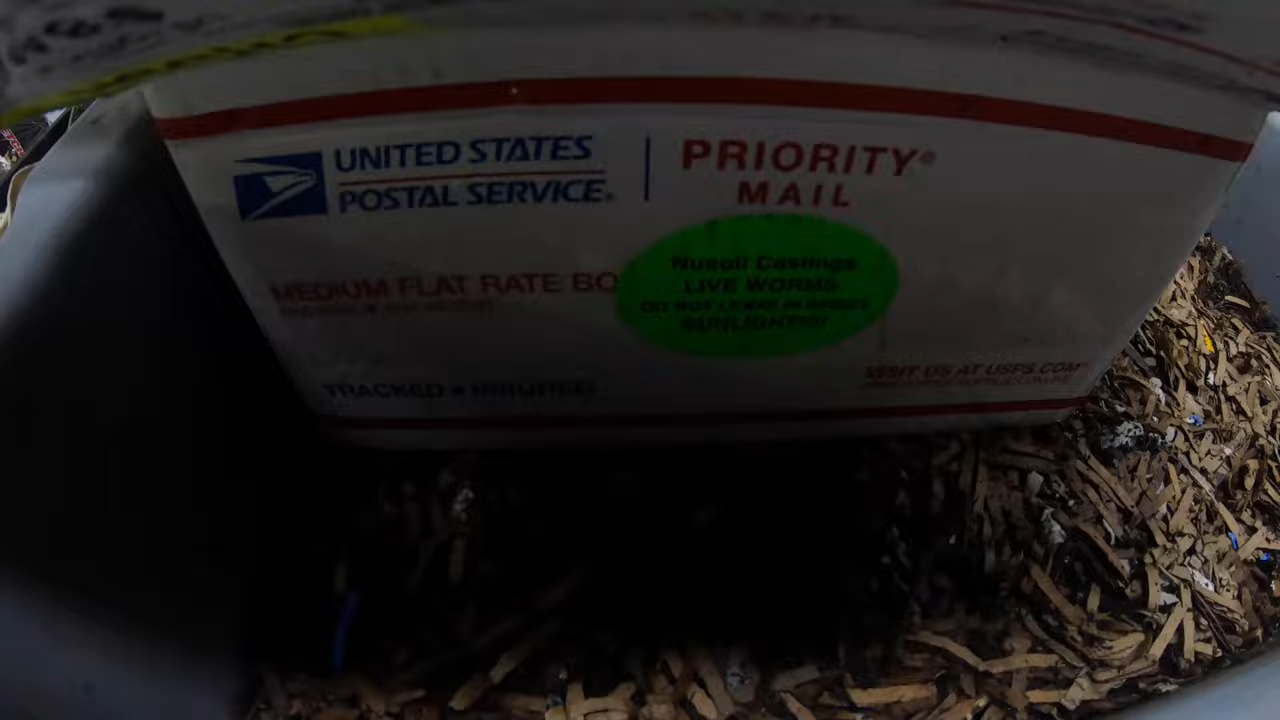 UNITED STATES
POSTAL SERVICE®
PRIORITY®
MAIL
MEDIUM FLAT RATE BO
Nusoil Castings
LIVE WORMS
DO NOT LEAVE IN DIRECT
SUNLIGHT!!!!
TRACKED ★ INSURED
VISIT US AT USPS.COM®